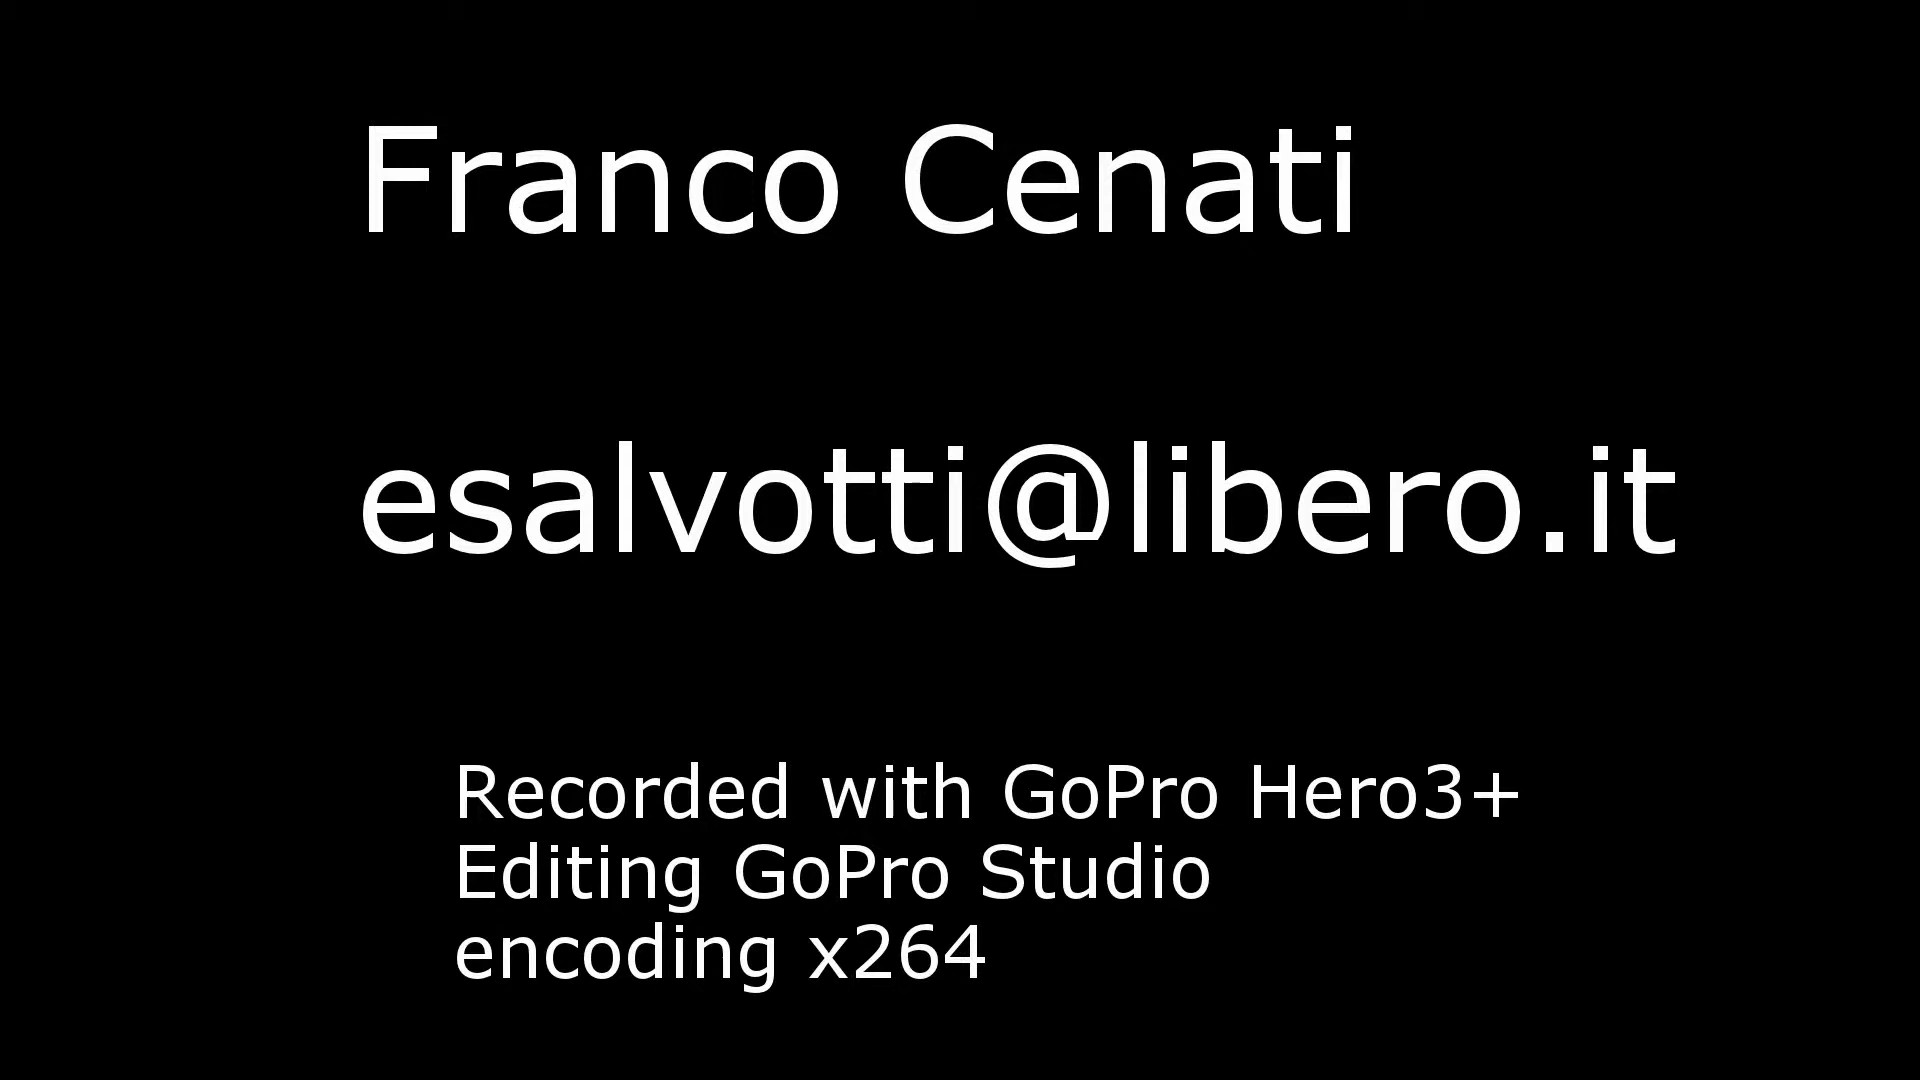 Franco Cenati
esalvotti@libero.it
Recorded with GoPro Hero3+
Editing GoPro Studio
encoding x264